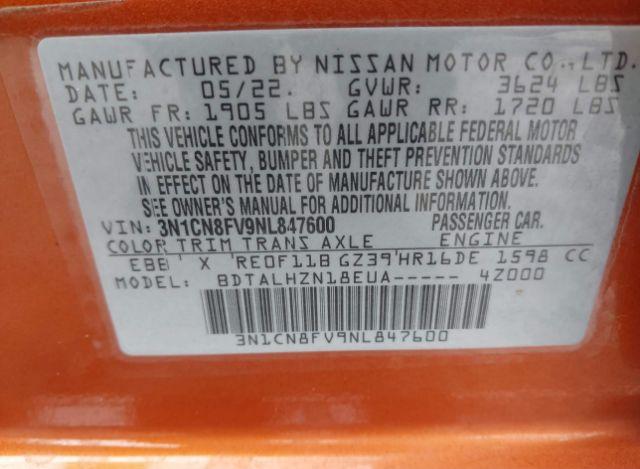 MANUFACTURED BY NISSAN MOTOR CO., LTD.
DATE: 05/22. GVWR: 3624 LBS
GAWR FR: 1905 LBS GAWR RR: 1720 LBS
THIS VEHICLE CONFORMS TO ALL APPLICABLE FEDERAL MOTOR
VEHICLE SAFETY, BUMPER AND THEFT PREVENTION STANDARDS
IN EFFECT ON THE DATE OF MANUFACTURE SHOWN ABOVE.
SEE OWNER'S MANUAL FOR ADDITIONAL INFORMATION
VIN: 3N1CN8FV9NL847600 PASSENGER CAR.
COLOR TRIM TRANS AXLE ENGINE
EBB X RE0F11B GZ39 HR16DE 1598 CC
MODEL: BDTALHZN18EUA----- 4Z000
3N1CN8FV9NL847600